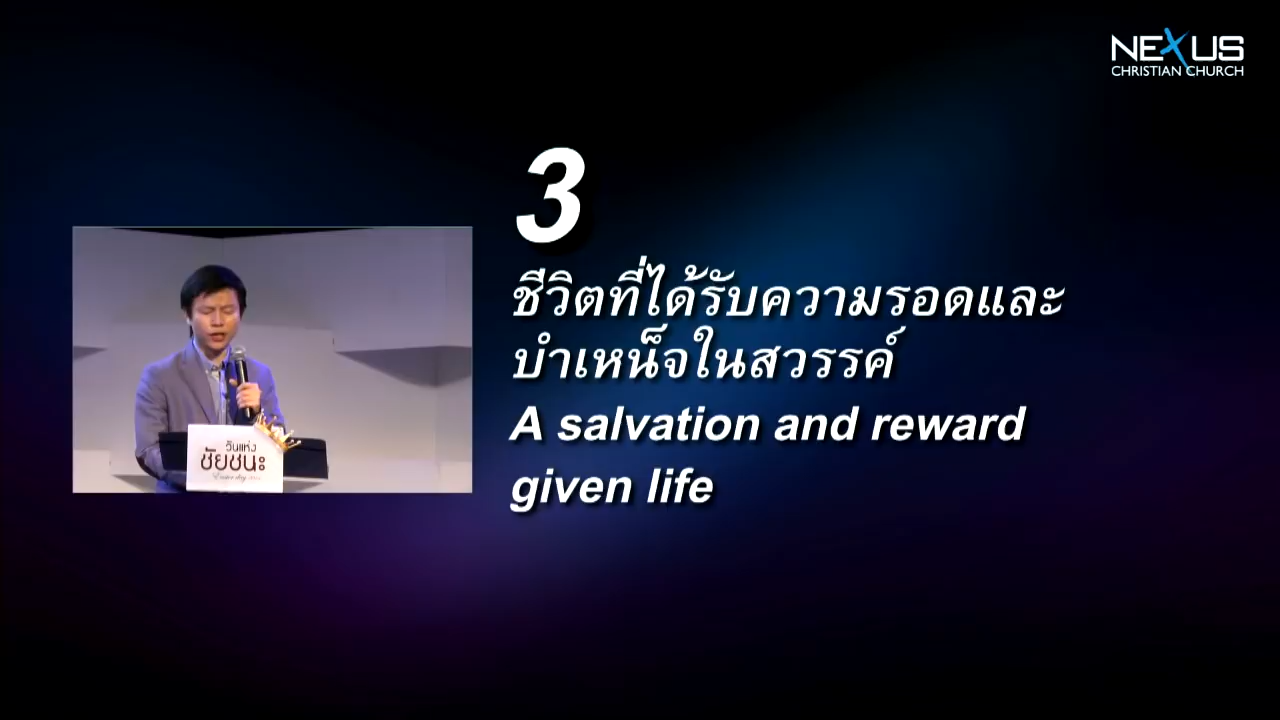 NEXUS
CHRISTIAN CHURCH
3
ชีวิตที่ได้รับความรอดและ
บำเหน็จในสวรรค์
A salvation and reward
given life
วันแห่ง
ชัยชนะ